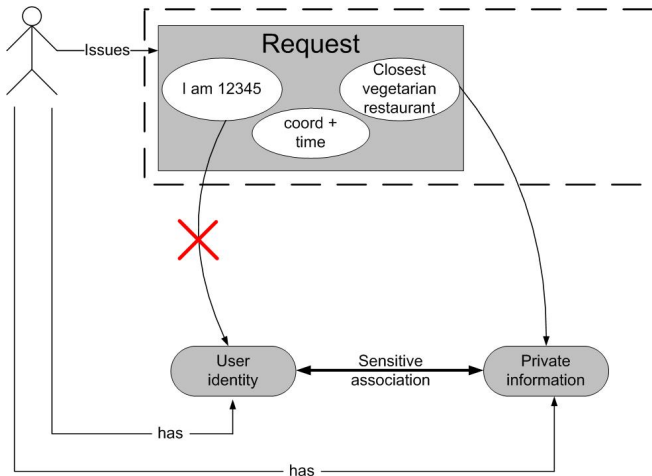 Issues
Request
I am 12345
Closest
vegetarian
restaurant
coord +
time
User
identity
Sensitive
association
Private
information
has
has